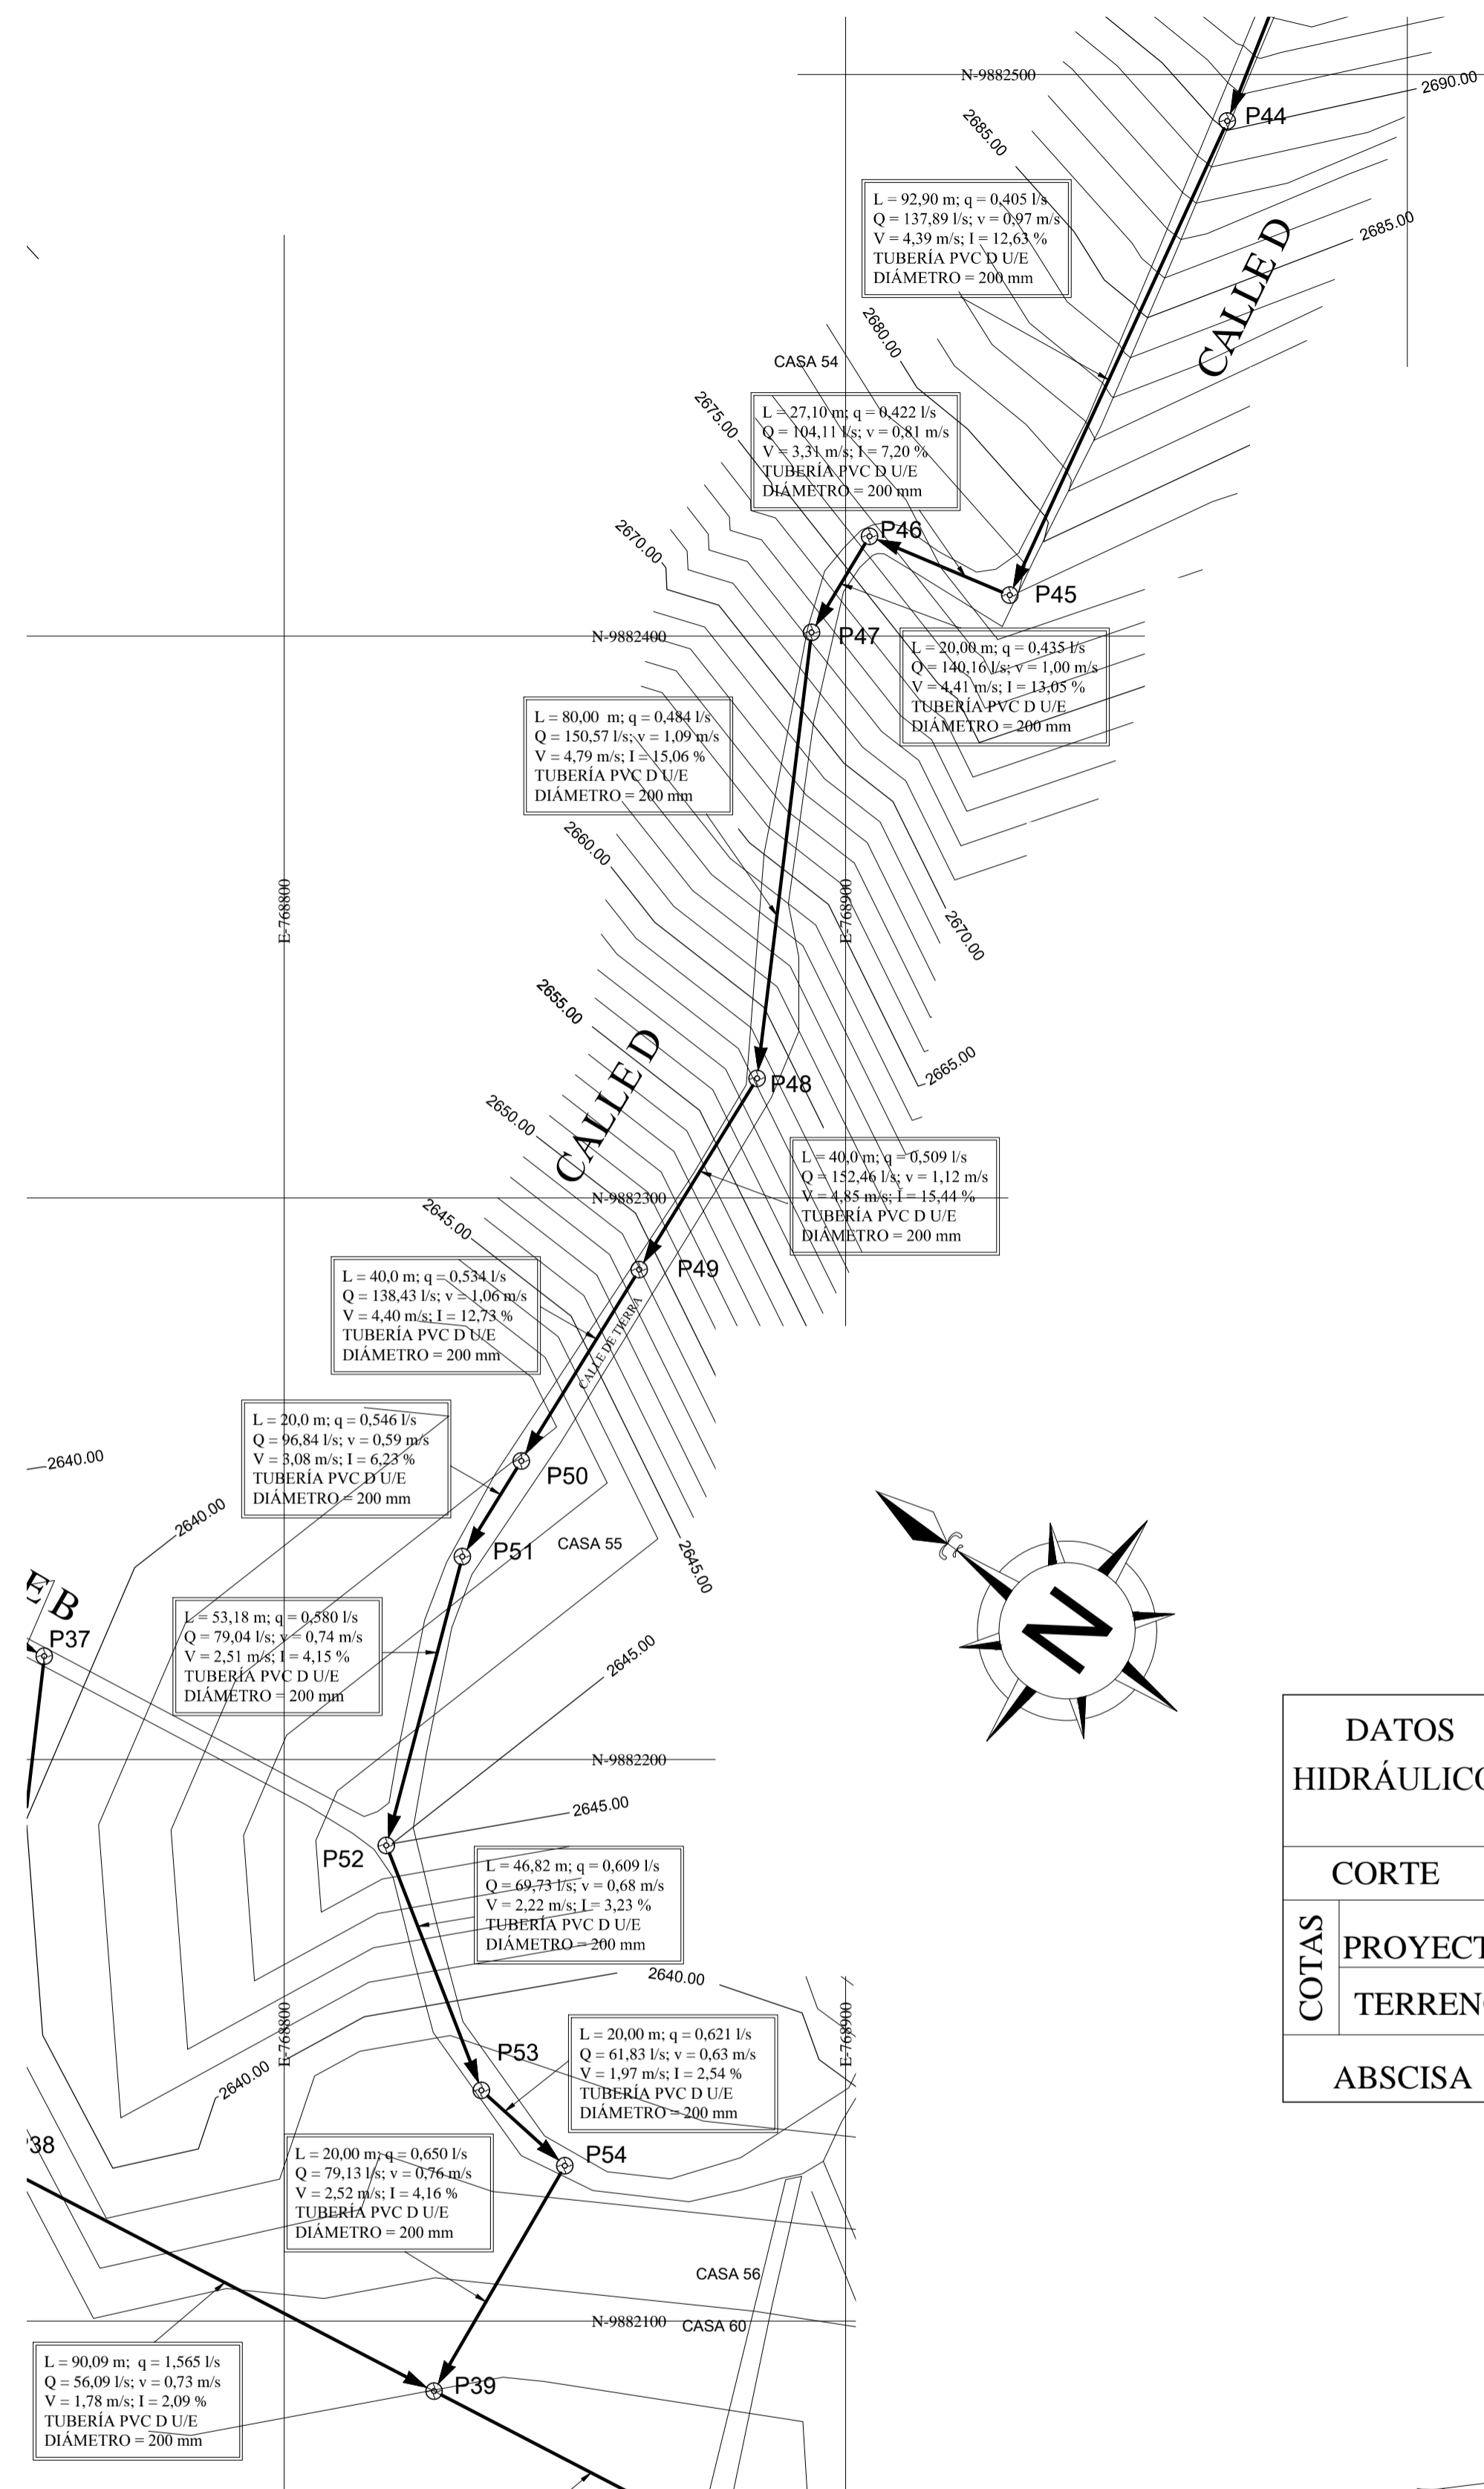 N-9882500
2690.00
P44
2685.00
L = 92,90 m; q = 0,405 l/s
Q = 137,89 l/s; v = 0,97 m/s
V = 4,39 m/s; I = 12,63 %
TUBERÍA PVC D U/E
DIÁMETRO = 200 mm
2685.00
CALLE D
2680.00
CASA 54
2675.00
L = 27,10 m; q = 0,422 l/s
Q = 104,11 l/s; v = 0,81 m/s
V = 3,31 m/s; I = 7,20 %
TUBERÍA PVC D U/E
DIÁMETRO = 200 mm
2670.00
P46
P45
N-9882400
P47
L = 20,00 m; q = 0,435 l/s
Q = 140,16 l/s; v = 1,00 m/s
V = 4,41 m/s; I = 13,05 %
TUBERÍA PVC D U/E
DIÁMETRO = 200 mm
L = 80,00 m; q = 0,484 l/s
Q = 150,57 l/s; v = 1,09 m/s
V = 4,79 m/s; I = 15,06 %
TUBERÍA PVC D U/E
DIÁMETRO = 200 mm
2660.00
E-768800
E-768900
2670.00
2655.00
CALLE D
2665.00
P48
2650.00
L = 40,0 m; q = 0,509 l/s
Q = 152,46 l/s; v = 1,12 m/s
V = 4,85 m/s; I = 15,44 %
TUBERÍA PVC D U/E
DIÁMETRO = 200 mm
N-9882300
2645.00
P49
L = 40,0 m; q = 0,534 l/s
Q = 138,43 l/s; v = 1,06 m/s
V = 4,40 m/s; I = 12,73 %
TUBERÍA PVC D U/E
DIÁMETRO = 200 mm
CALLE DE TIERRA
L = 20,0 m; q = 0,546 l/s
Q = 96,84 l/s; v = 0,59 m/s
V = 3,08 m/s; I = 6,23 %
TUBERÍA PVC D U/E
DIÁMETRO = 200 mm
2640.00
P50
2640.00
P51
CASA 55
2645.00
N
E B
P37
L = 53,18 m; q = 0,580 l/s
Q = 79,04 l/s; v = 0,74 m/s
V = 2,51 m/s; I = 4,15 %
TUBERÍA PVC D U/E
DIÁMETRO = 200 mm
2645.00
N-9882200
2645.00
P52
L = 46,82 m; q = 0,609 l/s
Q = 69,73 l/s; v = 0,68 m/s
V = 2,22 m/s; I = 3,23 %
TUBERÍA PVC D U/E
DIÁMETRO = 200 mm
DATOS
HIDRÁULICO
CORTE
COTAS
PROYECT
TERREN
ABSCISA
2640.00
E-768800
E-768900
P53
L = 20,00 m; q = 0,621 l/s
Q = 61,83 l/s; v = 0,63 m/s
V = 1,97 m/s; I = 2,54 %
TUBERÍA PVC D U/E
DIÁMETRO = 200 mm
2640.00
38
P54
L = 20,00 m; q = 0,650 l/s
Q = 79,13 l/s; v = 0,76 m/s
V = 2,52 m/s; I = 4,16 %
TUBERÍA PVC D U/E
DIÁMETRO = 200 mm
CASA 56
N-9882100
CASA 60
L = 90,09 m; q = 1,565 l/s
Q = 56,09 l/s; v = 0,73 m/s
V = 1,78 m/s; I = 2,09 %
TUBERÍA PVC D U/E
DIÁMETRO = 200 mm
P39